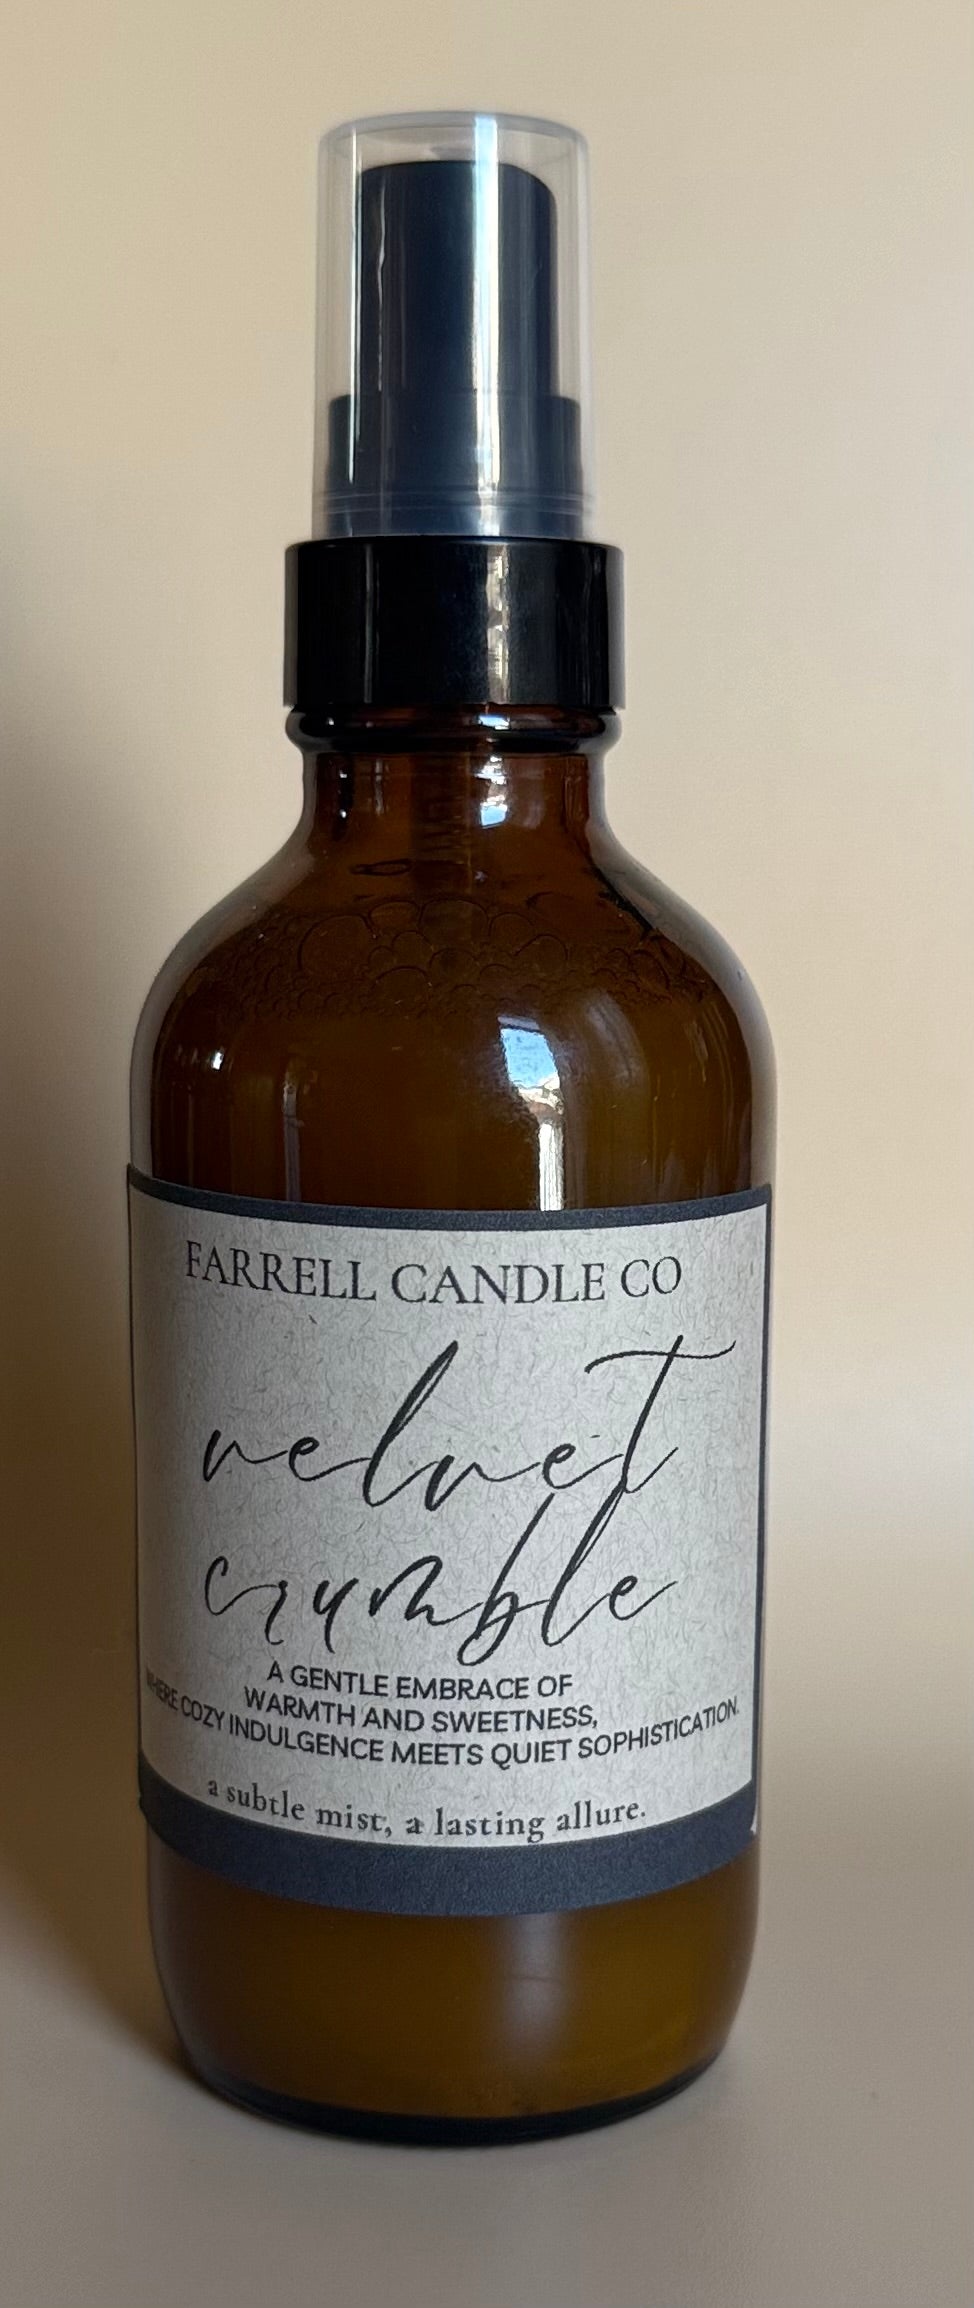 FARRELL CANDLE CO
velvet
crumble
A GENTLE EMBRACE OF
WARMTH AND SWEETNESS,
WHERE COZY INDULGENCE MEETS QUIET SOPHISTICATION.
a subtle mist, a lasting allure.